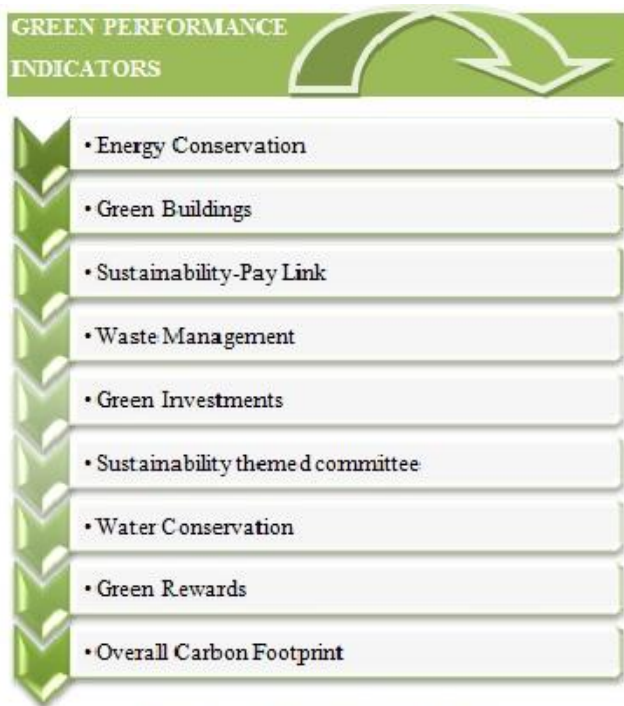 GREEN PERFORMANCE
INDICATORS
• Energy Conservation
• Green Buildings
• Sustainability-Pay Link
• Waste Management
• Green Investments
• Sustainability themed committee
• Water Conservation
• Green Rewards
• Overall Carbon Footprint